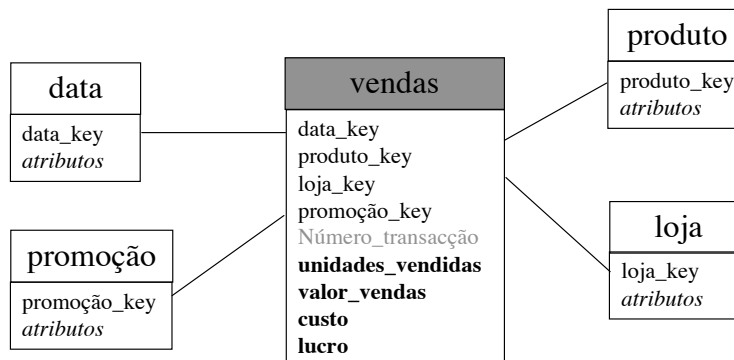 data
data_key
atributos
promoção
promoção_key
atributos
vendas
data_key
produto_key
loja_key
promoção_key
Número_transacção
unidades_vendidas
valor_vendas
custo
lucro
produto
produto_key
atributos
loja
loja_key
atributos